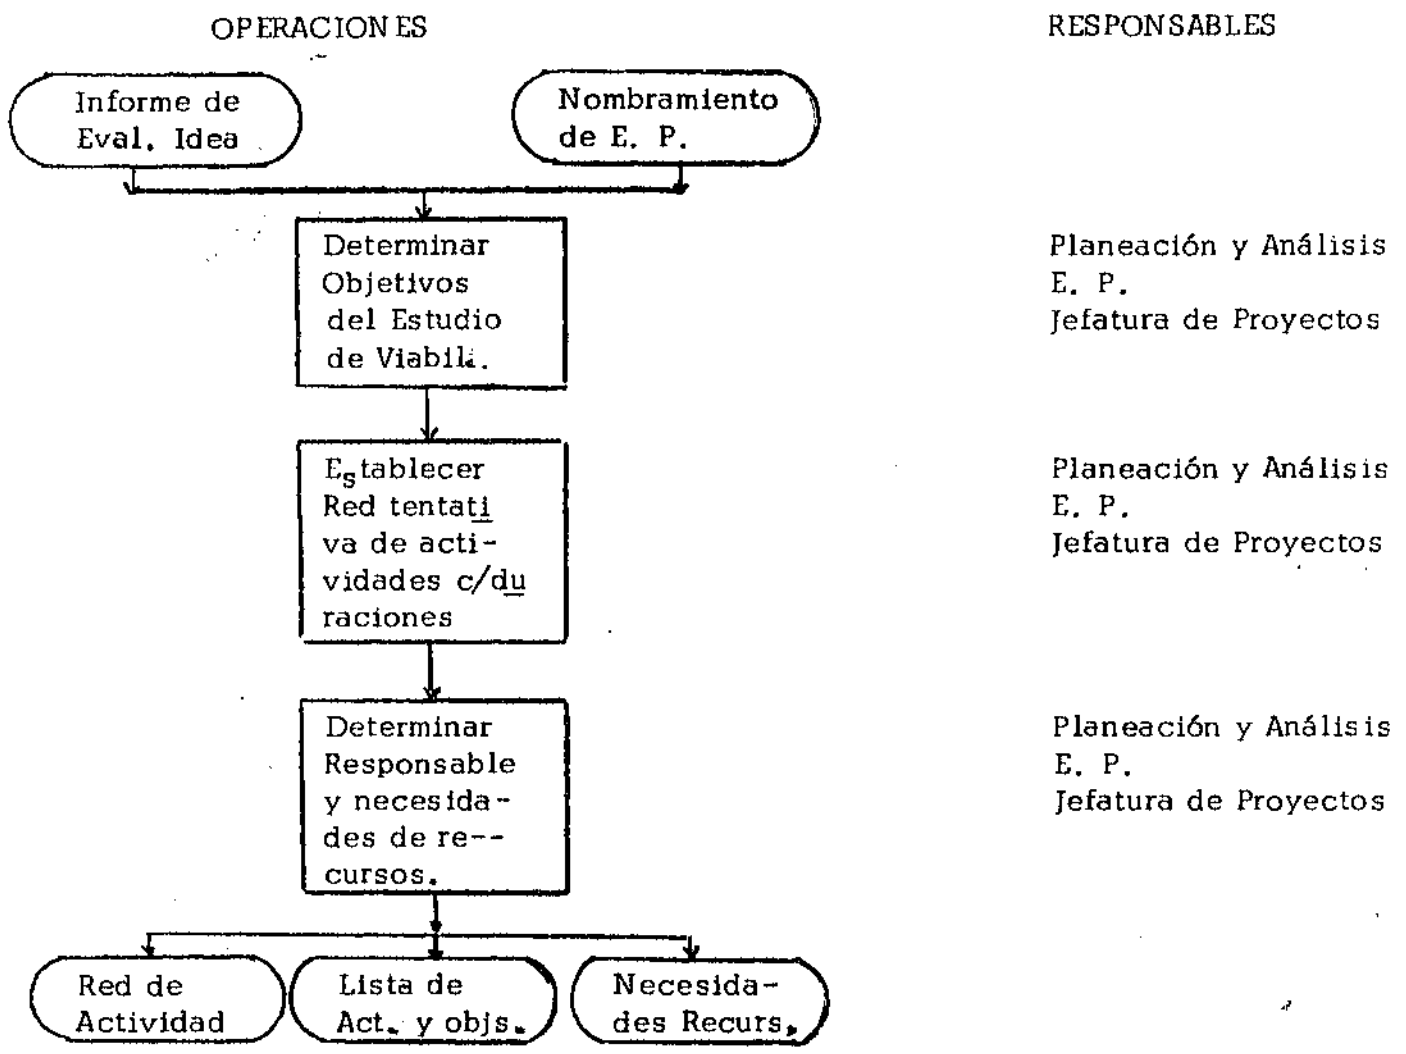 OPERACIONES
RESPONSABLES
Informe de
Eval. Idea
Nombramiento
de E. P.
Determinar
Objetivos
del Estudio
de Viabili.
Planeación y Análisis
E. P.
Jefatura de Proyectos
Establecer
Red tentati
va de acti-
vidades c/du
raciones
Planeación y Análisis
E. P.
Jefatura de Proyectos
Determinar
Responsable
y necesida-
des de re--
cursos.
Planeación y Análisis
E. P.
Jefatura de Proyectos
Red de
Actividad
Lista de
Act. y objs.
Necesida-
des Recurs.